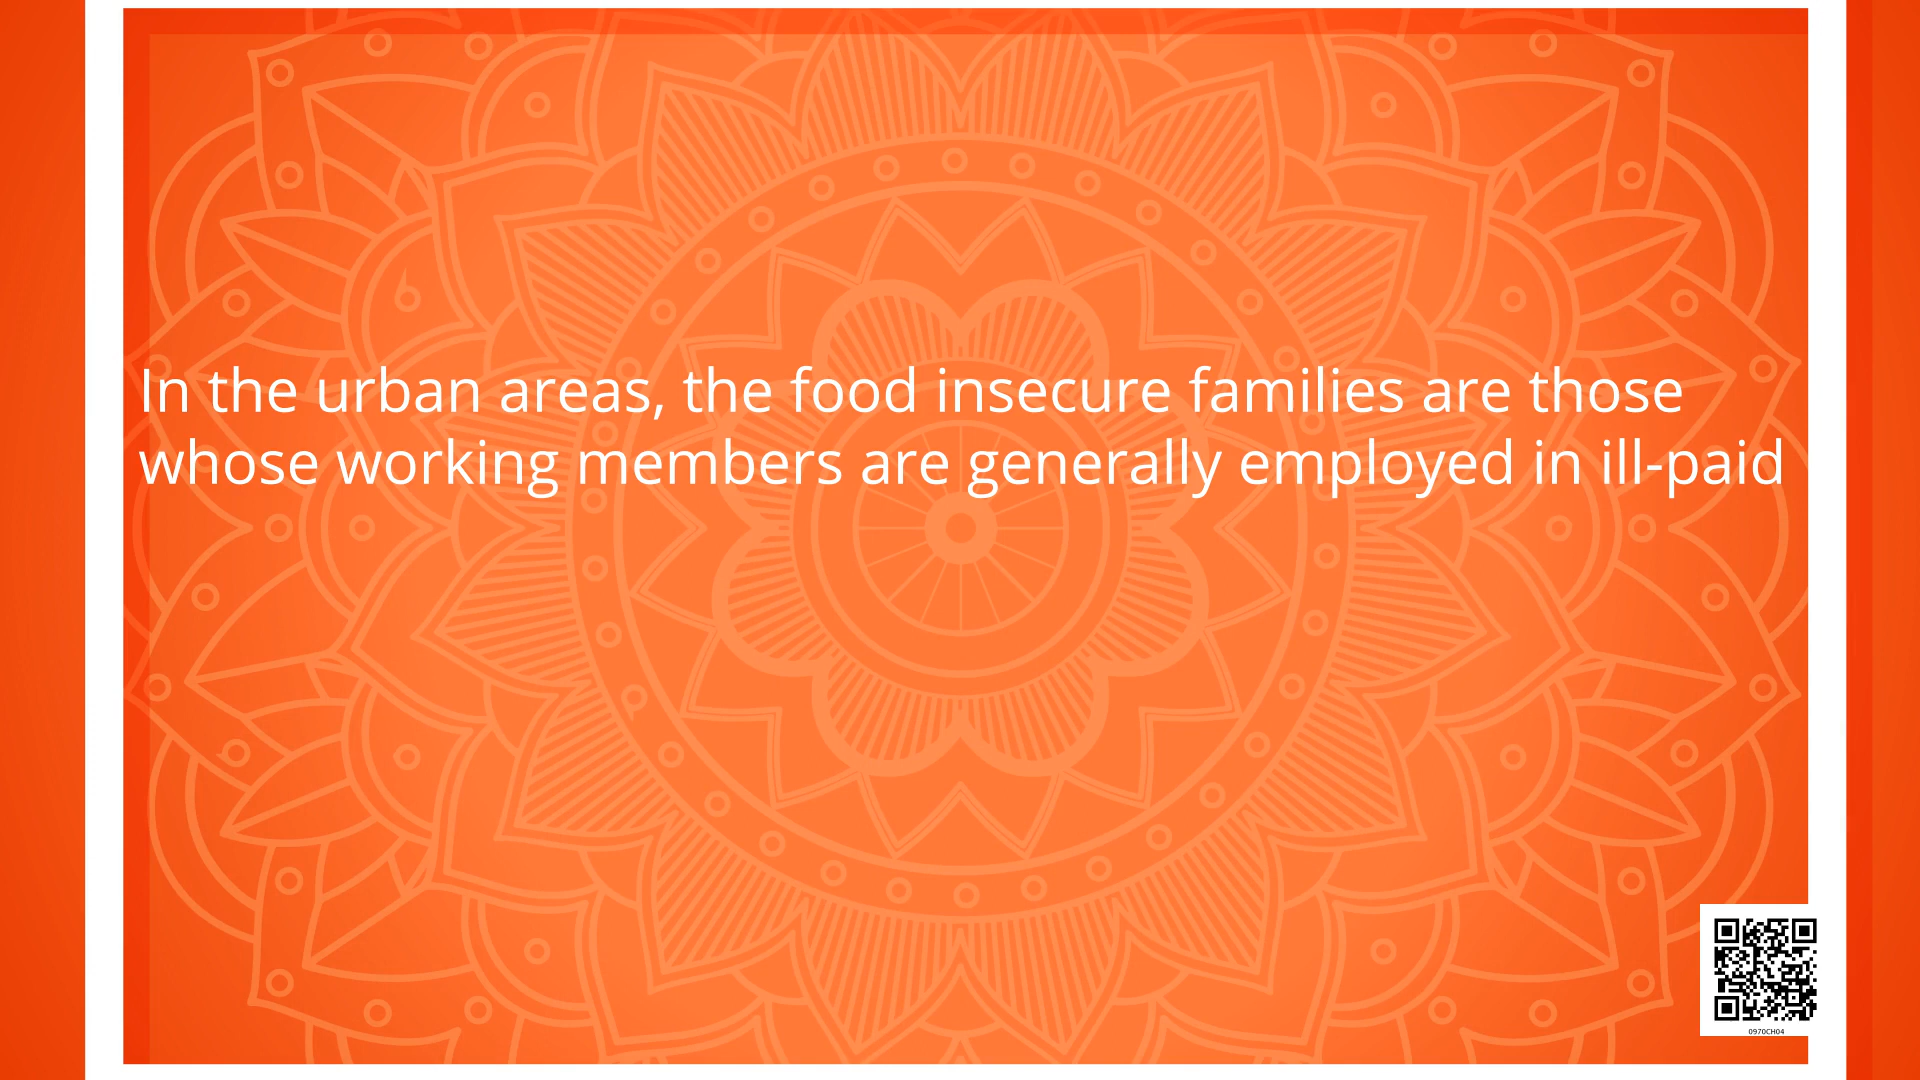 In the urban areas, the food insecure families are those
whose working members are generally employed in ill-paid
0970CH04